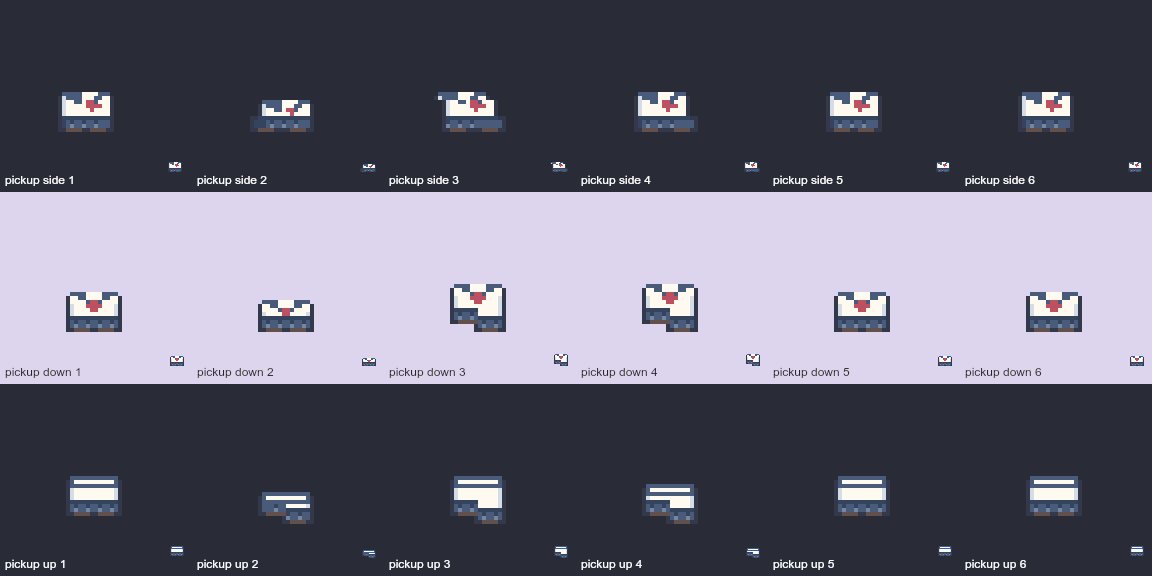 pickup side 1
pickup side 2
pickup side 3
pickup side 4
pickup side 5
pickup side 6
pickup down 1
pickup down 2
pickup down 3
pickup down 4
pickup down 5
pickup down 6
pickup up 1
pickup up 2
pickup up 3
pickup up 4
pickup up 5
pickup up 6